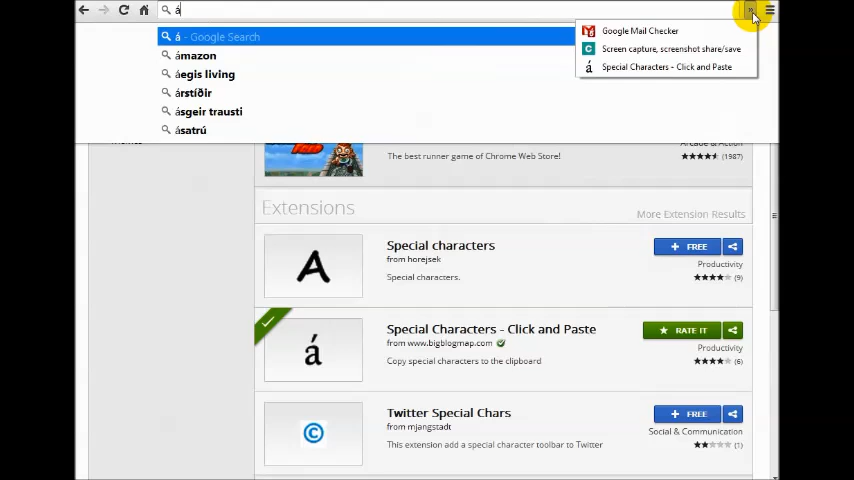 á
»
á - Google Search
ámazon
áegis living
árstíðir
ásgeir trausti
ásatrú
Google Mail Checker
Screen capture, screenshot share/save
á Special Characters - Click and Paste
The best runner game of Chrome Web Store!
(1987)
Extensions
More Extension Results
A
Special characters
from horejsek
Special characters.
+ FREE
Productivity
(9)
á
Special Characters - Click and Paste
from www.bigblogmap.com
Copy special characters to the clipboard
RATE IT
Productivity
(6)
©
Twitter Special Chars
from mjangstadt
This extension add a special character toolbar to Twitter
+ FREE
Social & Communication
(1)